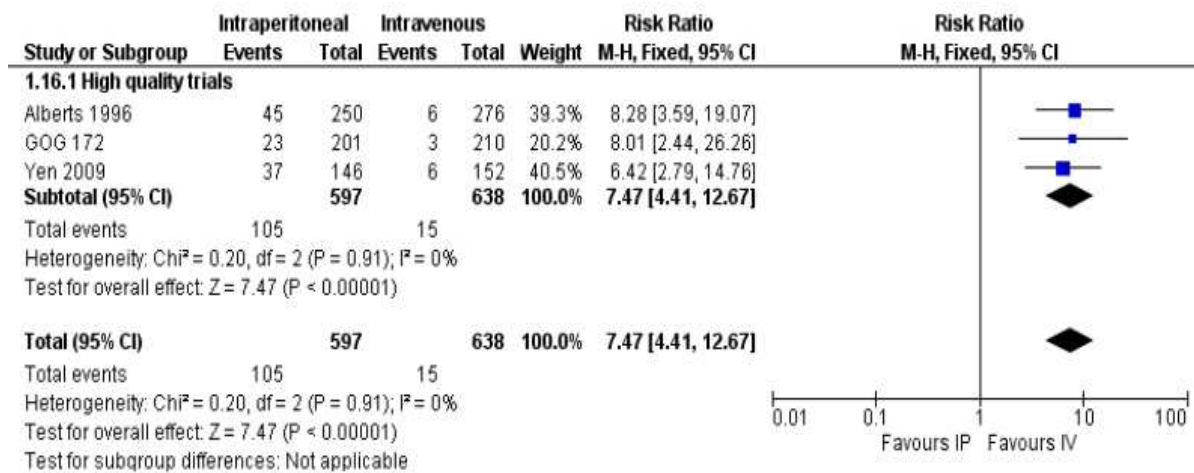 Intraperitoneal Intravenous Risk Ratio Risk Ratio
Study or Subgroup Events Total Events Total Weight M-H, Fixed, 95% CI M-H, Fixed, 95% CI
1.16.1 High quality trials
Alberts 1996 45 250 6 276 39.3% 8.28 [3.59, 19.07]
GOG 172 23 201 3 210 20.2% 8.01 [2.44, 26.26]
Yen 2009 37 146 6 152 40.5% 6.42 [2.79, 14.76]
Subtotal (95% CI) 597 638 100.0% 7.47 [4.41, 12.67]
Total events 105 15
Heterogeneity: Chi² = 0.20, df = 2 (P = 0.91); I² = 0%
Test for overall effect: Z = 7.47 (P < 0.00001)
Total (95% CI) 597 638 100.0% 7.47 [4.41, 12.67]
Total events 105 15
Heterogeneity: Chi² = 0.20, df = 2 (P = 0.91); I² = 0%
Test for overall effect: Z = 7.47 (P < 0.00001)
Test for subgroup differences: Not applicable
0.01 0.1 1 10 100
Favours IP Favours IV